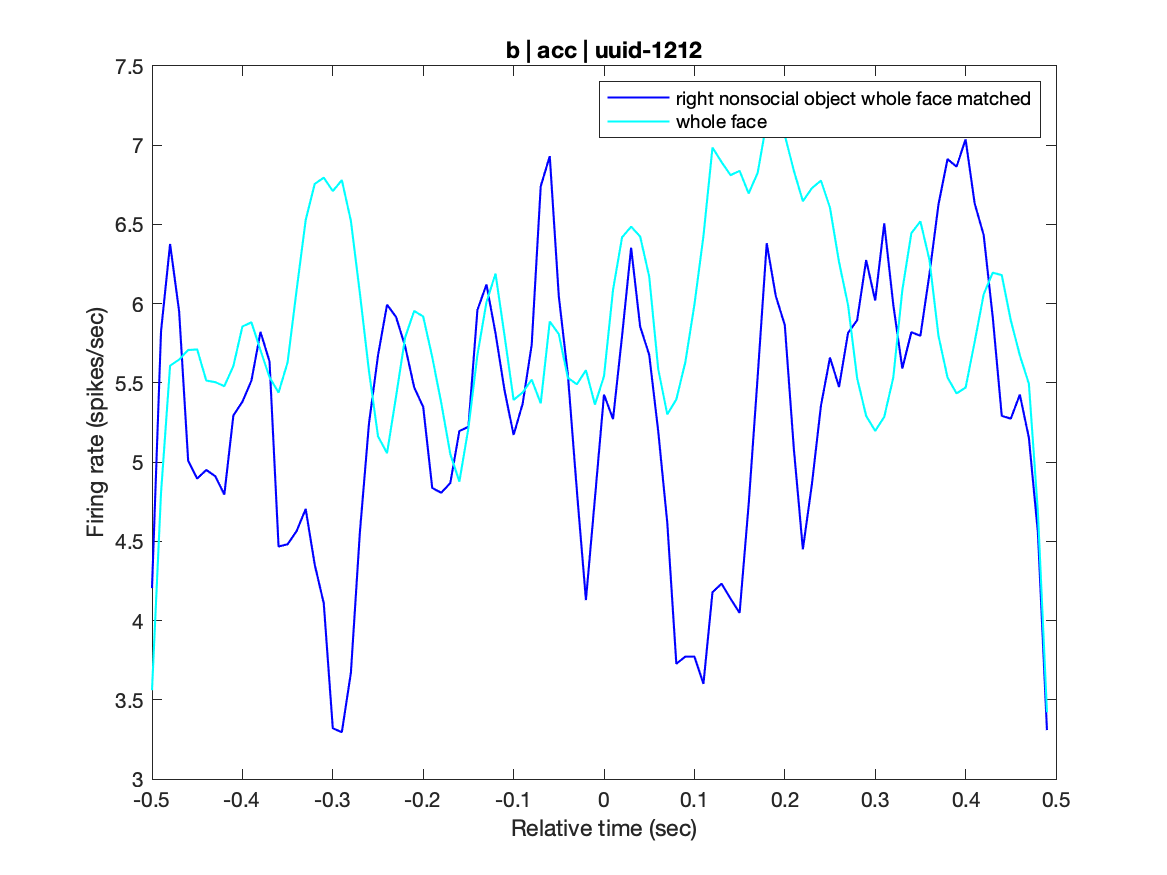 b | acc | uuid-1212
right nonsocial object whole face matched
whole face
7.5
7
6.5
6
5.5
5
4.5
4
3.5
3
Firing rate (spikes/sec)
-0.5 -0.4 -0.3 -0.2 -0.1 0 0.1 0.2 0.3 0.4 0.5
Relative time (sec)